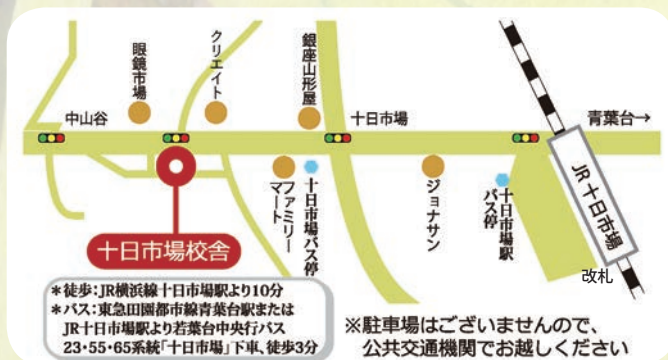 眼鏡市場
クリエイト
銀座山形屋
中山谷
十日市場
青葉台→
十日市場校舎
ファミリー
マート
十日市場バス停
ジョナサン
十日市場駅
バス停
JR十日市場
改札
＊徒歩：JR横浜線十日市場駅より10分
＊バス：東急田園都市線青葉台駅または
JR十日市場駅より若葉台中央行バス
23・55・65系統「十日市場」下車、徒歩3分
※駐車場はございませんので、
公共交通機関でお越しください